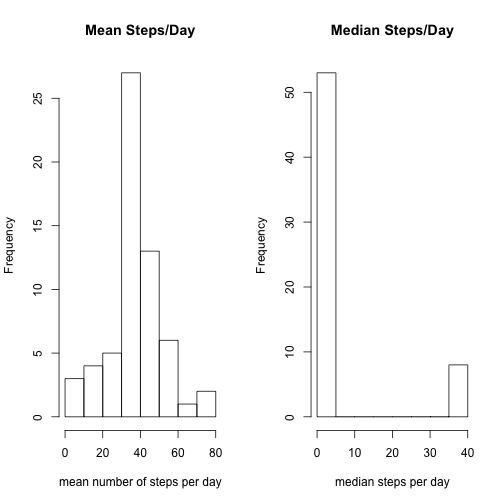 Mean Steps/Day
Frequency
0
5
10
15
20
25
0 20 40 60 80
mean number of steps per day
Median Steps/Day
Frequency
0
10
20
30
40
50
0 10 20 30 40
median steps per day